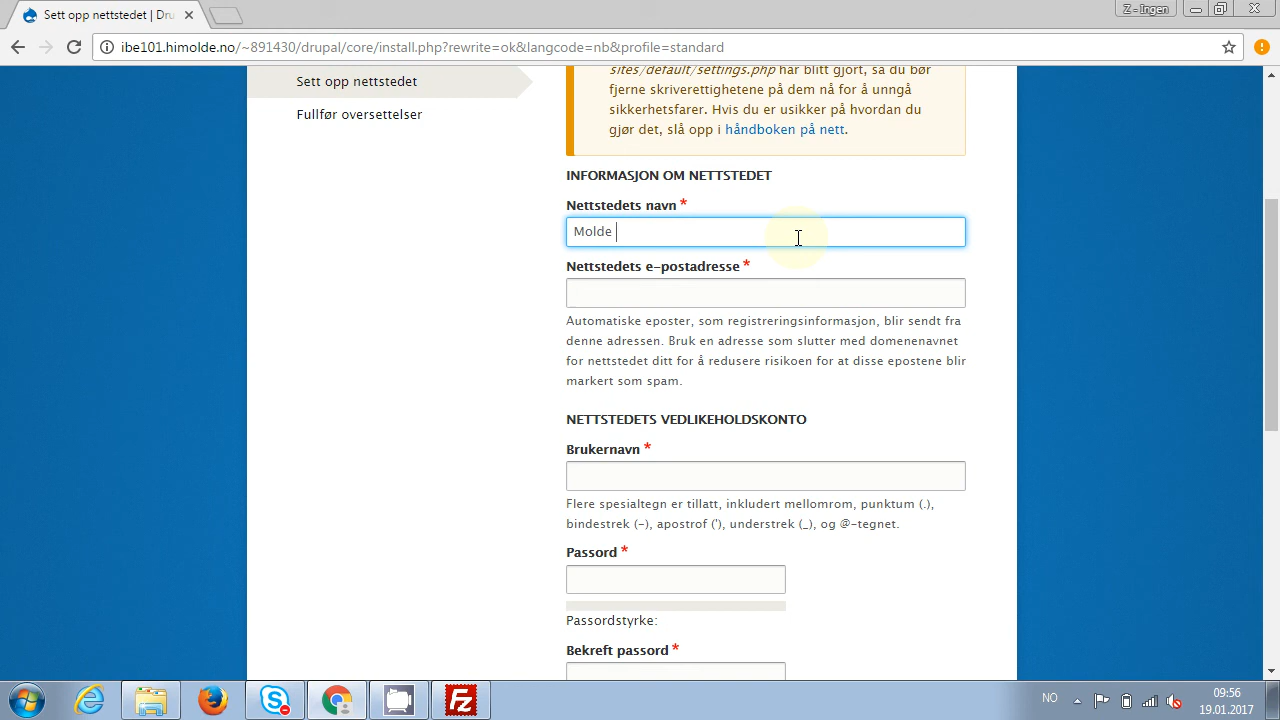 Sett opp nettstedet | Dru
Z - Ingen
ibe101.himolde.no/~891430/drupal/core/install.php?rewrite=ok&langcode=nb&profile=standard
Sett opp nettstedet
Fullfør oversettelser
sites/default/settings.php har blitt gjort, så du bør
fjerne skriverettighetene på dem nå for å unngå
sikkerhetsfarer. Hvis du er usikker på hvordan du
gjør det, slå opp i håndboken på nett.
INFORMASJON OM NETTSTEDET
Nettstedets navn *
Molde
Nettstedets e-postadresse *
Automatiske eposter, som registreringsinformasjon, blir sendt fra
denne adressen. Bruk en adresse som slutter med domenenavnet
for nettstedet ditt for å redusere risikoen for at disse epostene blir
markert som spam.
NETTSTEDETS VEDLIKEHOLDSKONTO
Brukernavn *
Flere spesialtegn er tillatt, inkludert mellomrom, punktum (.),
bindestrek (-), apostrof ('), understrek (_), og @-tegnet.
Passord *
Passordstyrke:
Bekreft passord *
NO
09:56
19.01.2017